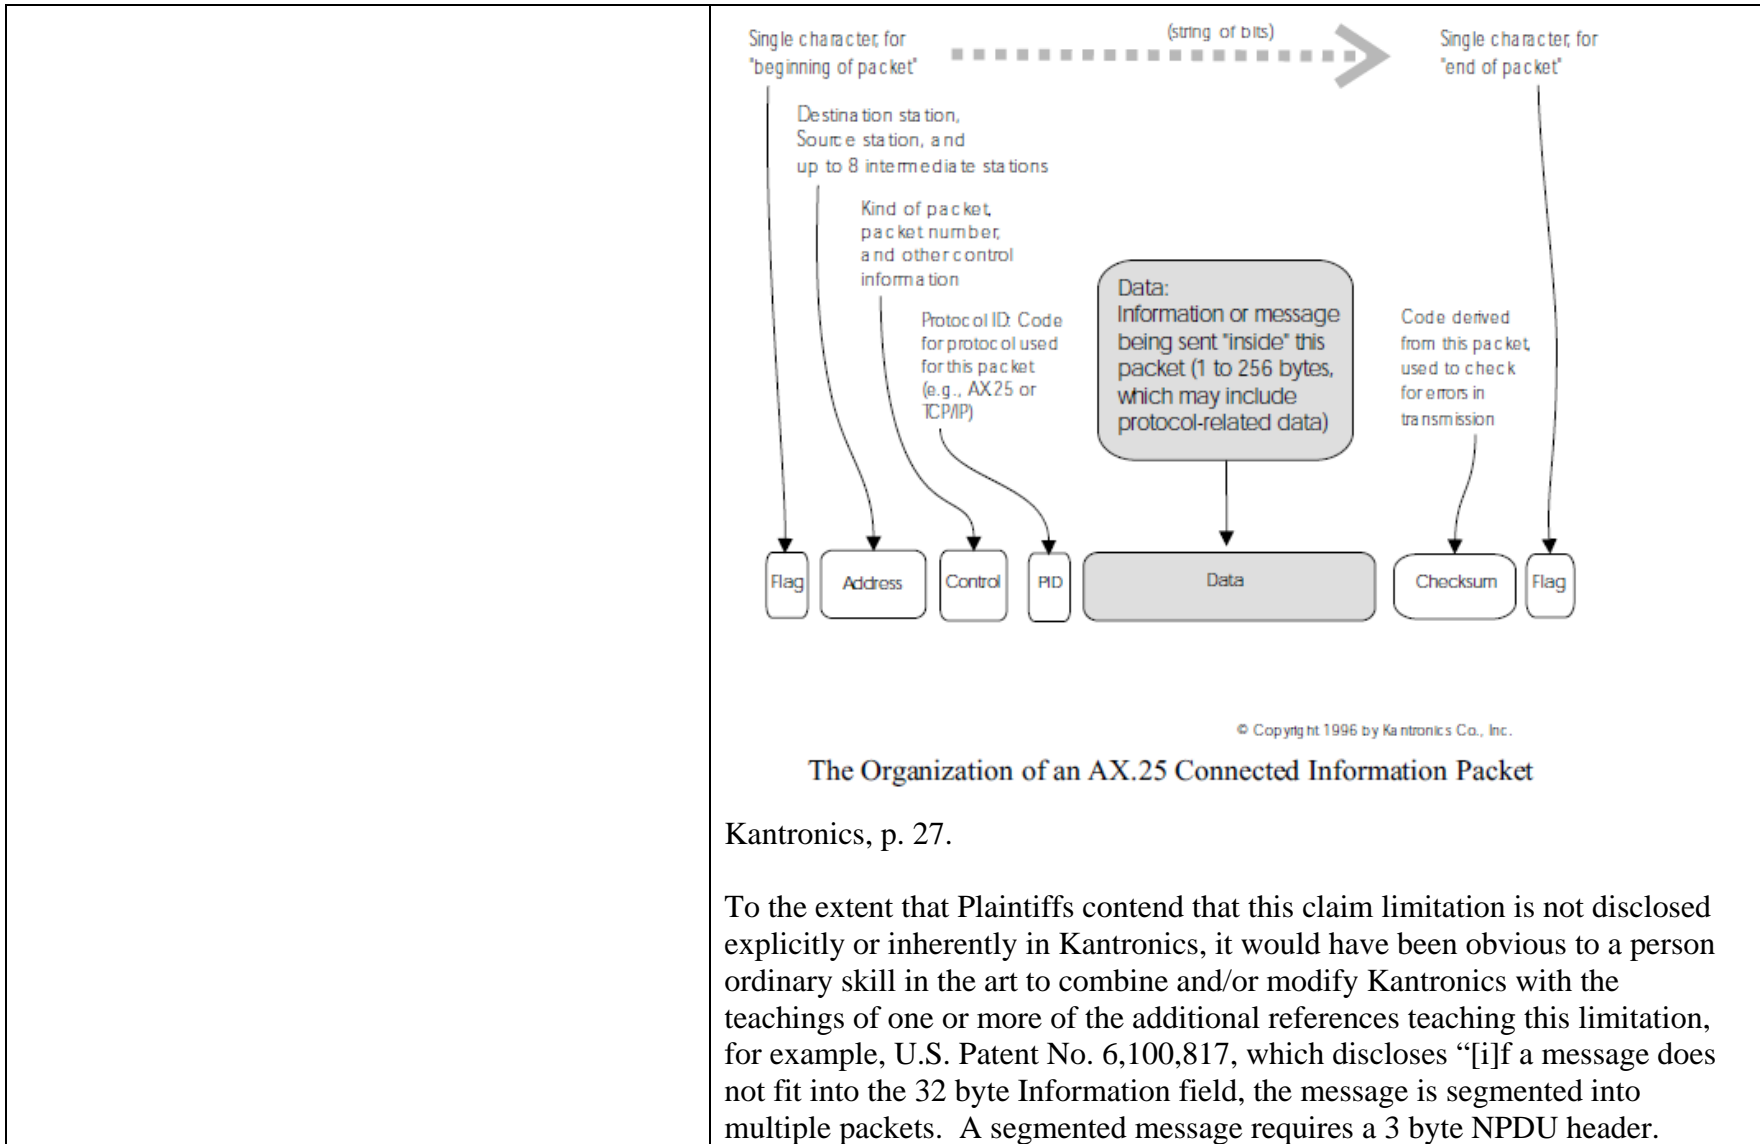 (string of bits)
Single character, for
"beginning of packet"
Single character, for
"end of packet"
Destination station,
Source station, and
up to 8 intermediate stations
Kind of packet,
packet number,
and other control
information
Protocol ID: Code
for protocol used
for this packet
(e.g., AX.25 or
TCP/IP)
Data:
Information or message
being sent "inside" this
packet (1 to 256 bytes,
which may include
protocol-related data)
Code derived
from this packet,
used to check
for errors in
transmission
Flag
Address
Control
PID
Data
Checksum
Flag
© Copyright 1996 by Kantronics Co., Inc.
The Organization of an AX.25 Connected Information Packet
Kantronics, p. 27.
To the extent that Plaintiffs contend that this claim limitation is not disclosed
explicitly or inherently in Kantronics, it would have been obvious to a person
ordinary skill in the art to combine and/or modify Kantronics with the
teachings of one or more of the additional references teaching this limitation,
for example, U.S. Patent No. 6,100,817, which discloses “[i]f a message does
not fit into the 32 byte Information field, the message is segmented into
multiple packets.  A segmented message requires a 3 byte NPDU header.